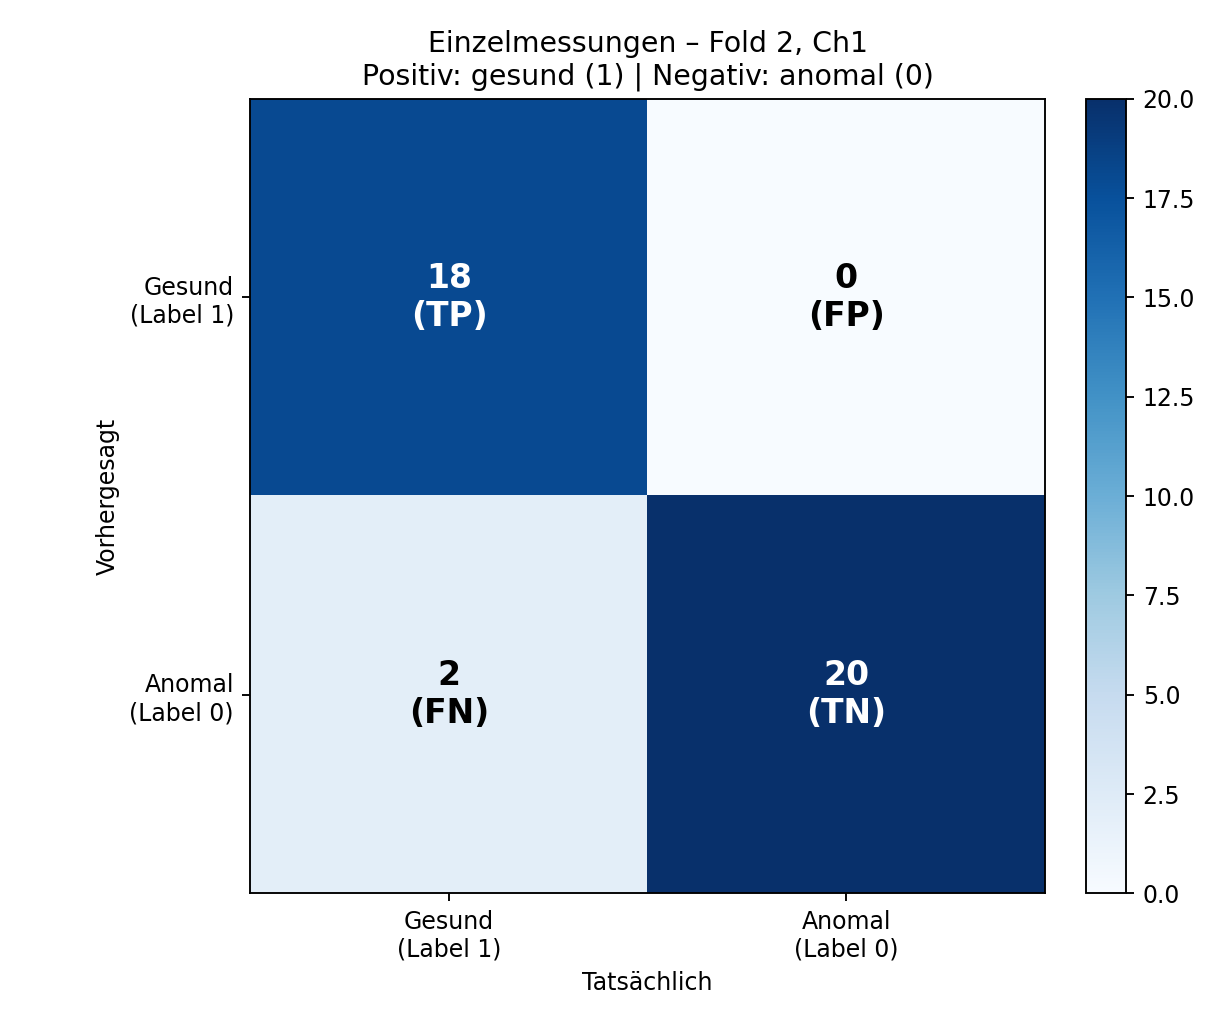 Einzelmessungen – Fold 2, Ch1
Positiv: gesund (1) | Negativ: anomal (0)
Vorhergesagt
Gesund
(Label 1)
18
(TP)
0
(FP)
Anomal
(Label 0)
2
(FN)
20
(TN)
Gesund
(Label 1)
Anomal
(Label 0)
Tatsächlich
20.0
17.5
15.0
12.5
10.0
7.5
5.0
2.5
0.0